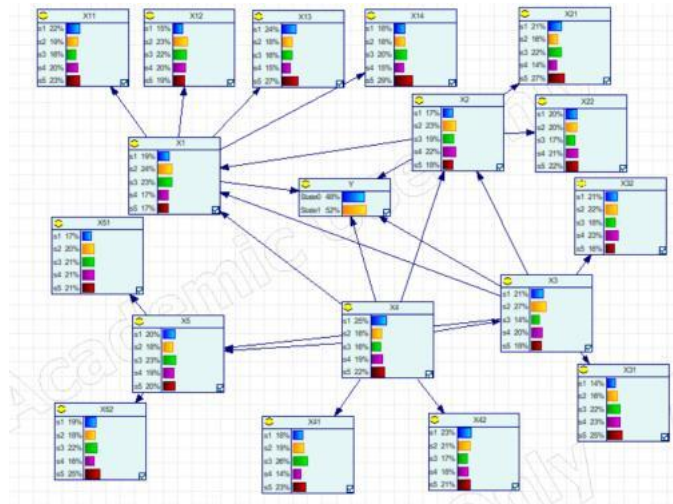 X11
s1 22%
s2 19%
s3 16%
s4 20%
s5 23%
X12
s1 15%
s2 23%
s3 22%
s4 20%
s5 19%
X13
s1 24%
s2 18%
s3 16%
s4 15%
s5 27%
X14
s1 16%
s2 18%
s3 20%
s4 15%
s5 29%
X21
s1 21%
s2 16%
s3 22%
s4 14%
s5 27%
X2
s1 17%
s2 23%
s3 19%
s4 22%
s5 18%
X22
s1 20%
s2 20%
s3 17%
s4 21%
s5 22%
X1
s1 19%
s2 24%
s3 23%
s4 17%
s5 17%
Y
State0 48%
State1 52%
X32
s1 21%
s2 22%
s3 18%
s4 23%
s5 16%
X51
s1 17%
s2 20%
s3 21%
s4 21%
s5 21%
X3
s1 21%
s2 27%
s3 14%
s4 20%
s5 19%
X4
s1 25%
s2 16%
s3 16%
s4 19%
s5 22%
X5
s1 20%
s2 18%
s3 23%
s4 19%
s5 20%
X31
s1 14%
s2 16%
s3 22%
s4 23%
s5 25%
X52
s1 19%
s2 18%
s3 22%
s4 16%
s5 25%
X41
s1 18%
s2 19%
s3 26%
s4 14%
s5 23%
X42
s1 23%
s2 21%
s3 17%
s4 18%
s5 21%
Academic
only